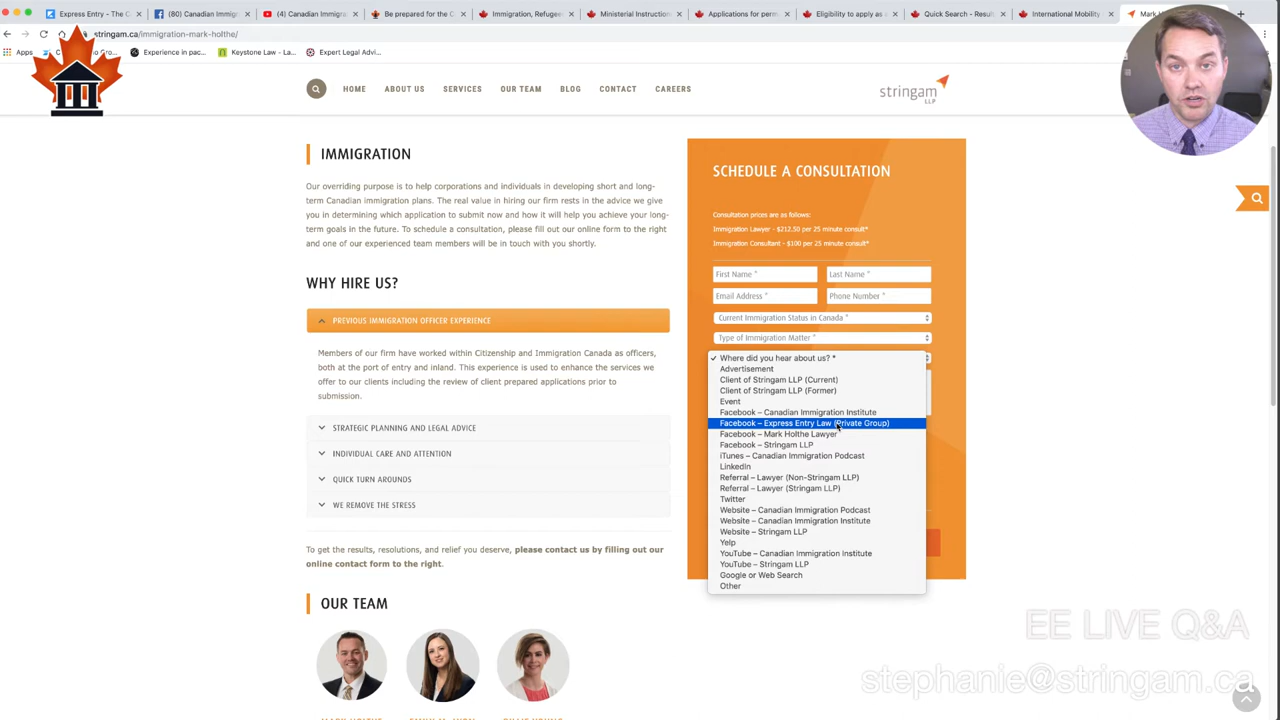 Express Entry - The C
(80) Canadian Immigr
(4) Canadian Immigra
Be prepared for the C
Immigration, Refugee
Ministerial Instruction
Applications for perm
Eligibility to apply as
Quick Search - Result
International Mobility
Mark H
stringam.ca/immigration-mark-holthe/
Apps
Experience in pac...
Keystone Law - La...
Expert Legal Advi...
HOME
ABOUT US
SERVICES
OUR TEAM
BLOG
CONTACT
CAREERS
stringam
LLP
IMMIGRATION
Our overriding purpose is to help corporations and individuals in developing short and long-
term Canadian immigration plans. The real value in hiring our firm rests in the advice we give
you in determining which application to submit now and how it will help you achieve your long-
term goals in the future. To schedule a consultation, please fill out our online form to the right
and one of our experienced team members will be in touch with you shortly.
WHY HIRE US?
PREVIOUS IMMIGRATION OFFICER EXPERIENCE
Members of our firm have worked within Citizenship and Immigration Canada as officers,
both at the port of entry and inland. This experience is used to enhance the services we
offer to our clients including the review of client prepared applications prior to
submission.
STRATEGIC PLANNING AND LEGAL ADVICE
INDIVIDUAL CARE AND ATTENTION
QUICK TURN AROUNDS
WE REMOVE THE STRESS
To get the results, resolutions, and relief you deserve, please contact us by filling out our
online contact form to the right.
OUR TEAM
SCHEDULE A CONSULTATION
Consultation prices are as follows:
Immigration Lawyer - $212.50 per 25 minute consult*
Immigration Consultant - $100 per 25 minute consult*
First Name *
Last Name *
Email Address *
Phone Number *
Current Immigration Status in Canada *
Type of Immigration Matter *
✓ Where did you hear about us? *
Advertisement
Client of Stringam LLP (Current)
Client of Stringam LLP (Former)
Event
Facebook – Canadian Immigration Institute
Facebook – Express Entry Law (Private Group)
Facebook – Mark Holthe Lawyer
Facebook – Stringam LLP
iTunes – Canadian Immigration Podcast
LinkedIn
Referral – Lawyer (Non-Stringam LLP)
Referral – Lawyer (Stringam LLP)
Twitter
Website – Canadian Immigration Podcast
Website – Canadian Immigration Institute
Website – Stringam LLP
Yelp
YouTube – Canadian Immigration Institute
YouTube – Stringam LLP
Google or Web Search
Other
EE LIVE Q&A
stephanie@stringam.ca